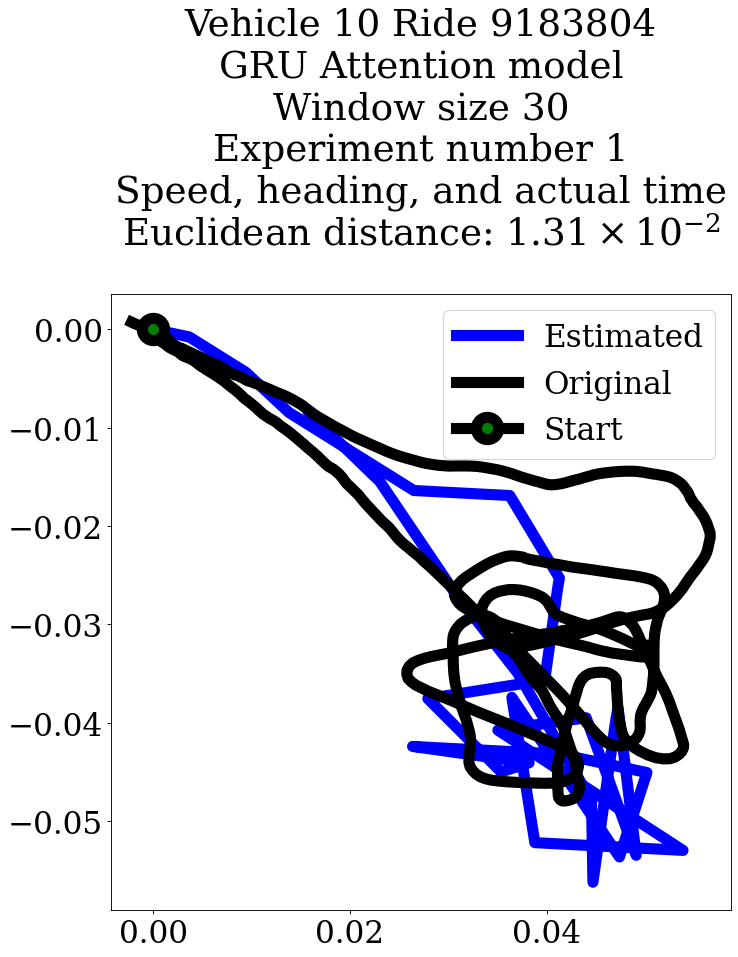 Vehicle 10 Ride 9183804
GRU Attention model
Window size 30
Experiment number 1
Speed, heading, and actual time
Euclidean distance: 1.31 × 10⁻²
Estimated
Original
Start
0.00
−0.01
−0.02
−0.03
−0.04
−0.05
0.00 0.02 0.04